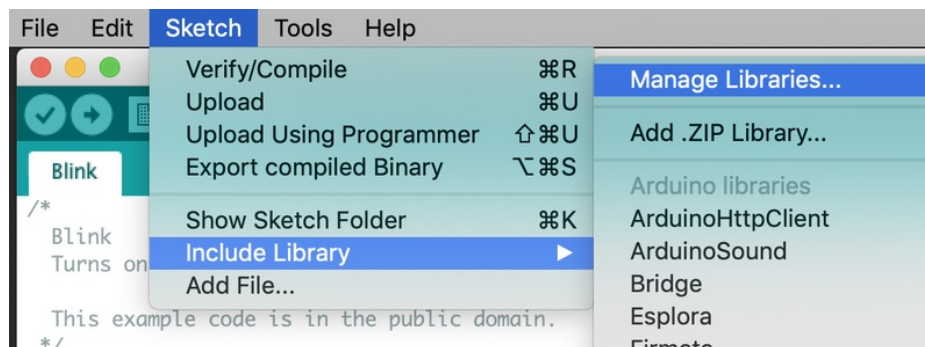 File Edit Sketch Tools Help
Verify/Compile ⌘R
Upload ⌘U
Upload Using Programmer ⇧⌘U
Export compiled Binary ⌥⌘S
Show Sketch Folder ⌘K
Include Library ▶
Add File...
Manage Libraries...
Add .ZIP Library...
Arduino libraries
ArduinoHttpClient
ArduinoSound
Bridge
Esplora
Blink
/*
Blink
Turns on
This example code is in the public domain.
*/